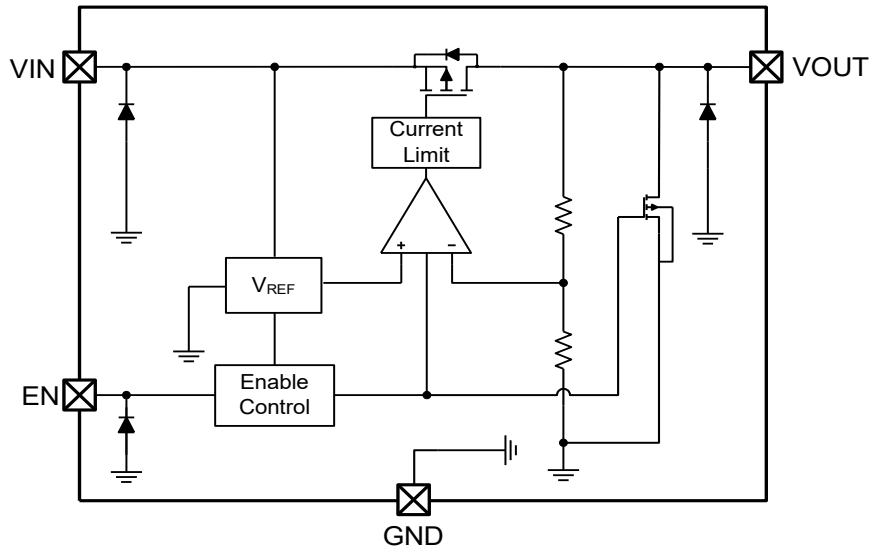 VIN
VOUT
Current
Limit
+ −
VREF
EN
Enable
Control
GND